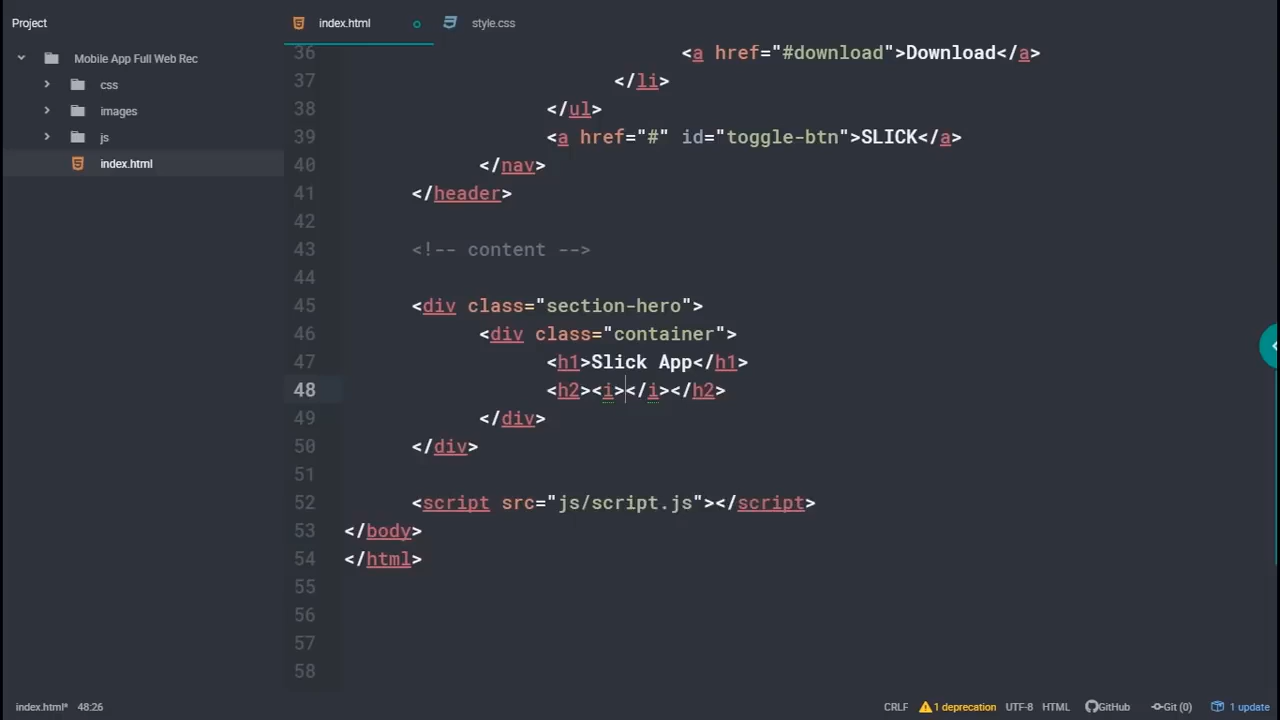 Project
index.html
style.css
Mobile App Full Web Rec
css
images
js
index.html
36 <a href="#download">Download</a>
37 </li>
38 </ul>
39 <a href="#" id="toggle-btn">SLICK</a>
40 </nav>
41 </header>
42
43 <!-- content -->
44
45 <div class="section-hero">
46 <div class="container">
47 <h1>Slick App</h1>
48 <h2><i></i></h2>
49 </div>
50 </div>
51
52 <script src="js/script.js"></script>
53 </body>
54 </html>
55
56
57
58
index.html* 48:26 CRLF 1 deprecation UTF-8 HTML GitHub Git (0) 1 update